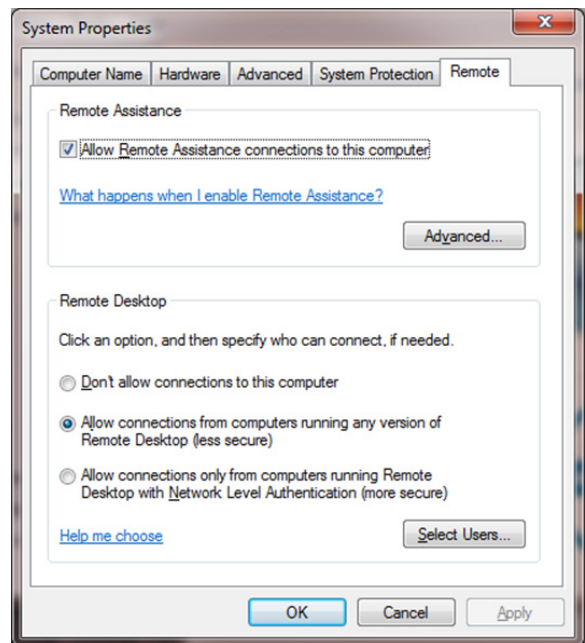 System Properties
Computer Name
Hardware
Advanced
System Protection
Remote
Remote Assistance
Allow Remote Assistance connections to this computer
What happens when I enable Remote Assistance?
Advanced...
Remote Desktop
Click an option, and then specify who can connect, if needed.
Don't allow connections to this computer
Allow connections from computers running any version of
Remote Desktop (less secure)
Allow connections only from computers running Remote
Desktop with Network Level Authentication (more secure)
Help me choose
Select Users...
OK
Cancel
Apply